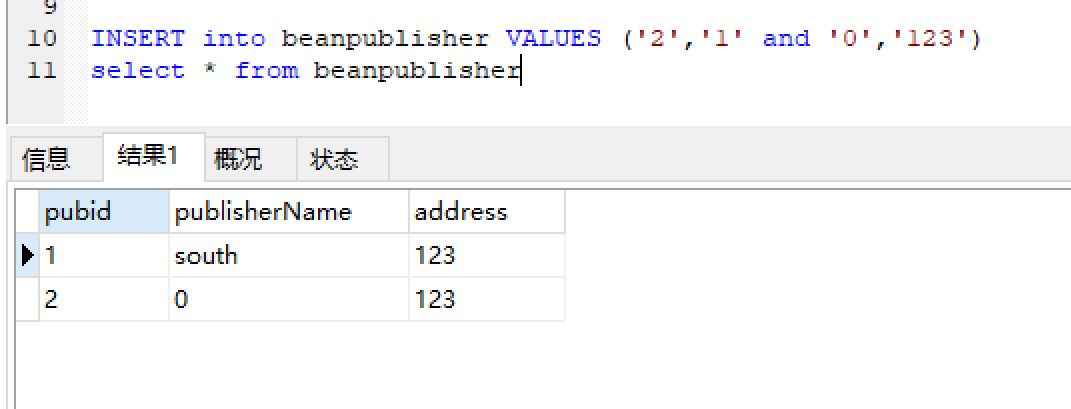 9
10 INSERT into beanpublisher VALUES ('2','1' and '0','123')
11 select * from beanpublisher
信息 结果1 概况 状态
pubid publisherName address
1 south 123
2 0 123